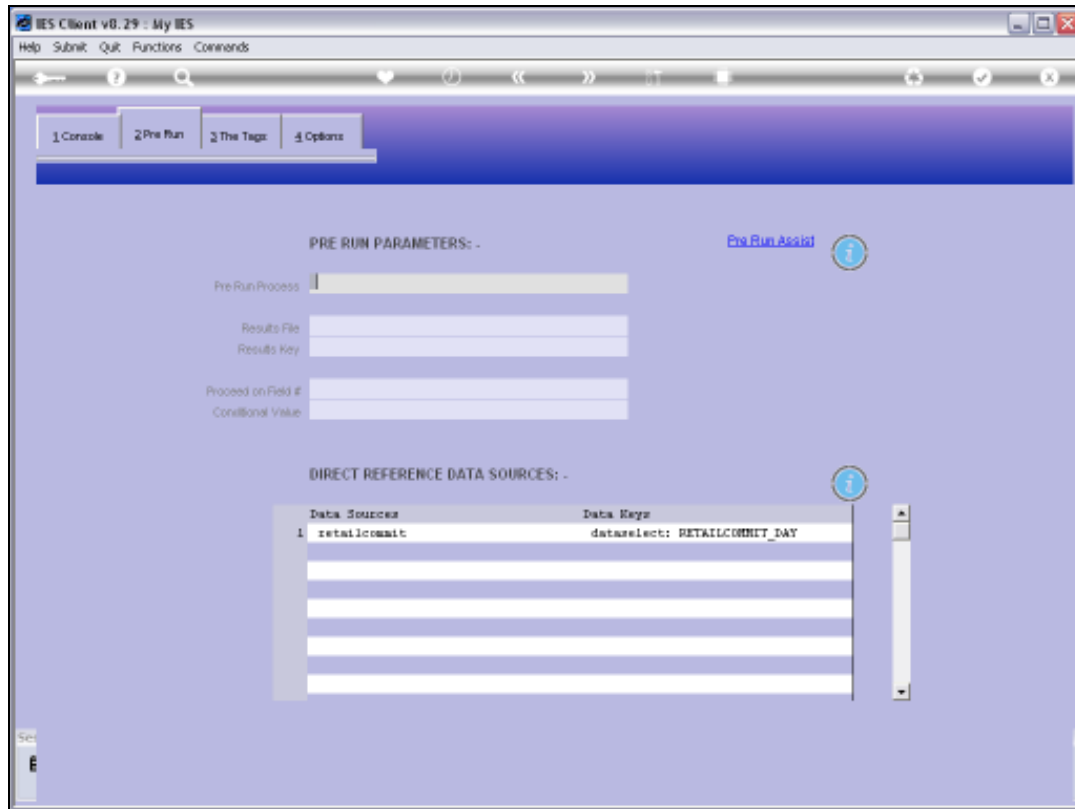 IES Client v8.29 : My IES
Help Submit Quit Functions Commands
1 Console 2 Pre Run 3 The Tags 4 Options
PRE RUN PARAMETERS: -
Pre Run Assist
Pre Run Process
Results File
Results Key
Proceed on Field #
Conditional Value
DIRECT REFERENCE DATA SOURCES: -
Data Sources Data Keys
1 retailcommit dataselect: RETAILCOMMIT_DAY